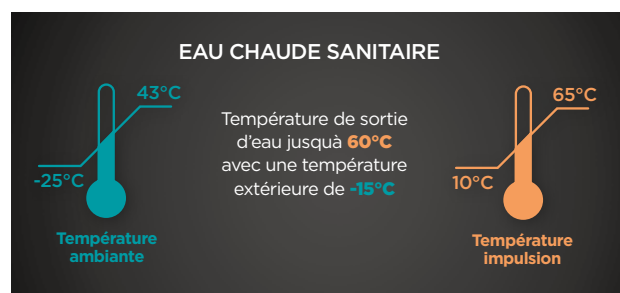 EAU CHAUDE SANITAIRE
43°C
-25°C
Température
ambiante
Température de sortie
d'eau jusquà 60°C
avec une température
extérieure de -15°C
65°C
10°C
Température
impulsion